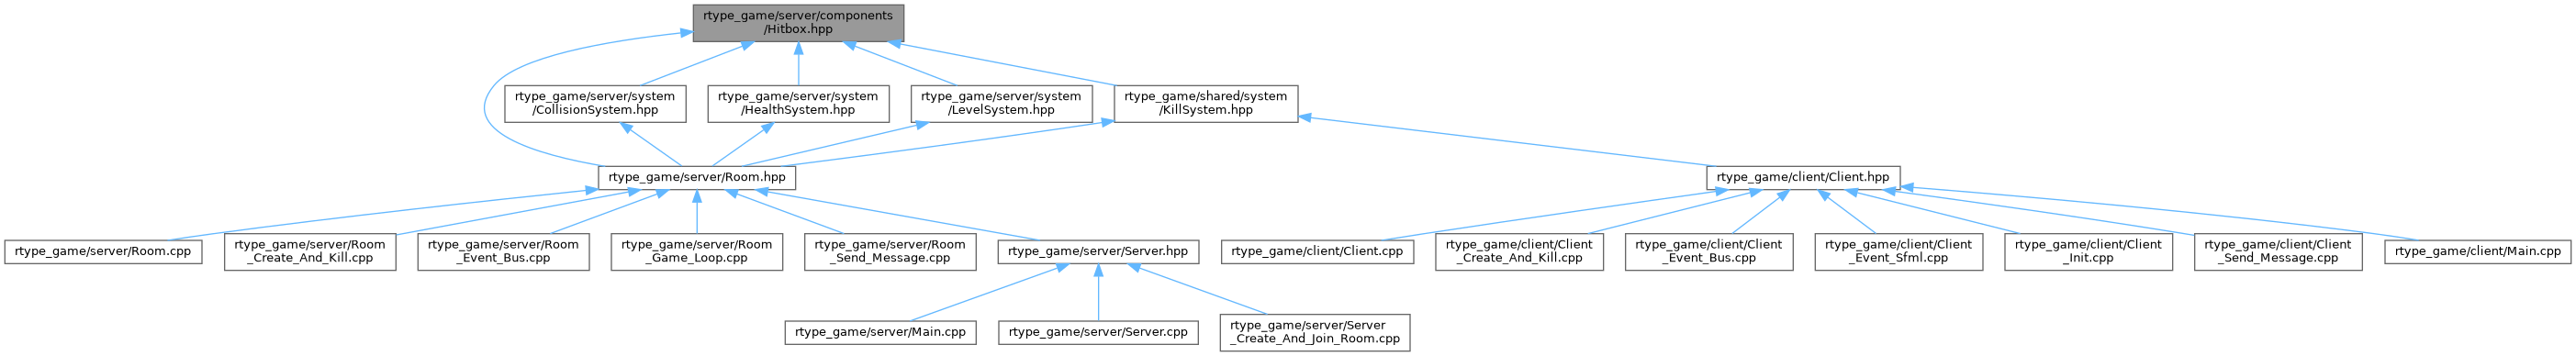 rtype_game/server/components
/Hitbox.hpp
rtype_game/server/system
/CollisionSystem.hpp
rtype_game/server/system
/HealthSystem.hpp
rtype_game/server/system
/LevelSystem.hpp
rtype_game/shared/system
/KillSystem.hpp
rtype_game/server/Room.hpp
rtype_game/client/Client.hpp
rtype_game/server/Room.cpp
rtype_game/server/Room
_Create_And_Kill.cpp
rtype_game/server/Room
_Event_Bus.cpp
rtype_game/server/Room
_Game_Loop.cpp
rtype_game/server/Room
_Send_Message.cpp
rtype_game/server/Server.hpp
rtype_game/client/Client.cpp
rtype_game/client/Client
_Create_And_Kill.cpp
rtype_game/client/Client
_Event_Bus.cpp
rtype_game/client/Client
_Event_Sfml.cpp
rtype_game/client/Client
_Init.cpp
rtype_game/client/Client
_Send_Message.cpp
rtype_game/client/Main.cpp
rtype_game/server/Main.cpp
rtype_game/server/Server.cpp
rtype_game/server/Server
_Create_And_Join_Room.cpp